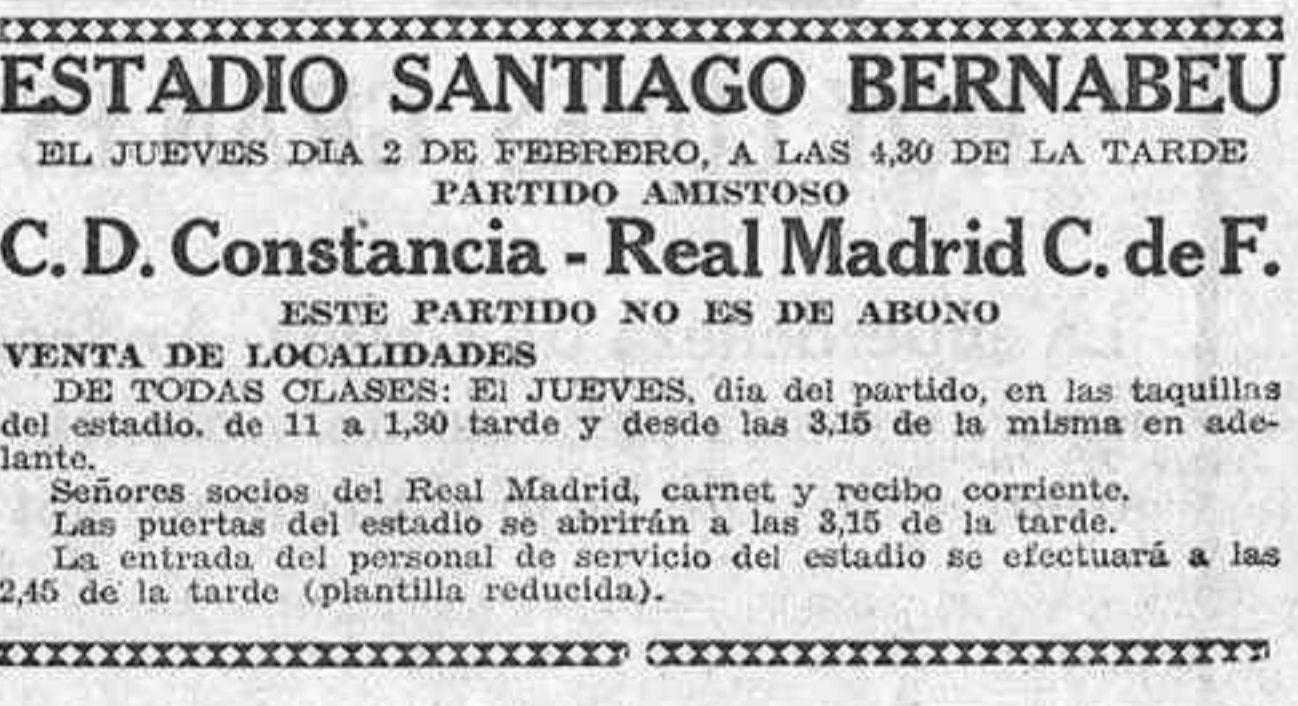 ESTADIO SANTIAGO BERNABEU
EL JUEVES DIA 2 DE FEBRERO, A LAS 4,30 DE LA TARDE
PARTIDO AMISTOSO
C. D. Constancia - Real Madrid C. de F.
ESTE PARTIDO NO ES DE ABONO
VENTA DE LOCALIDADES
DE TODAS CLASES: El JUEVES, día del partido, en las taquillas
del estadio, de 11 a 1,30 tarde y desde las 3,15 de la misma en ade-
lante.
Señores socios del Real Madrid, carnet y recibo corriente.
Las puertas del estadio se abrirán a las 3,15 de la tarde.
La entrada del personal de servicio del estadio se efectuará a las
2,45 de la tarde (plantilla reducida).